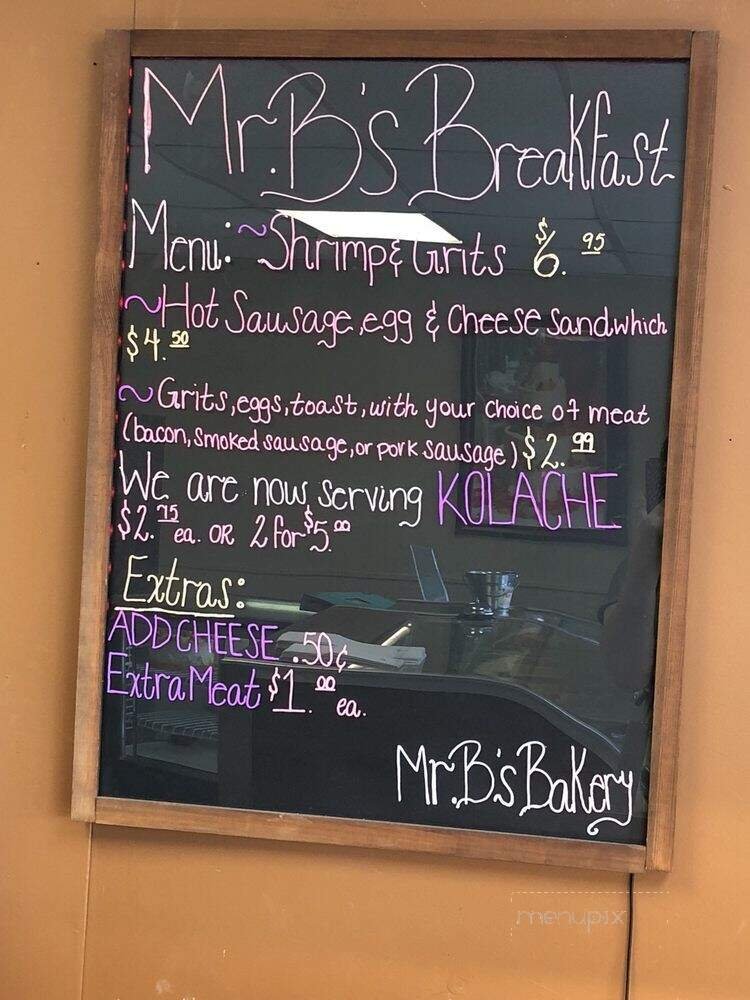 Mr. B's Breakfast
Menu: ~Shrimp & Grits $6.95
~Hot Sausage, egg & Cheese Sandwhich
$4.50
~Grits, eggs, toast, with your choice of meat
(bacon, smoked sausage, or pork sausage) $2.99
We are now serving KOLACHE
$2.75 ea. OR 2 for $5.00
Extras:
ADD CHEESE .50¢
Extra Meat $1.00 ea.
Mr. B's Bakery
menupix